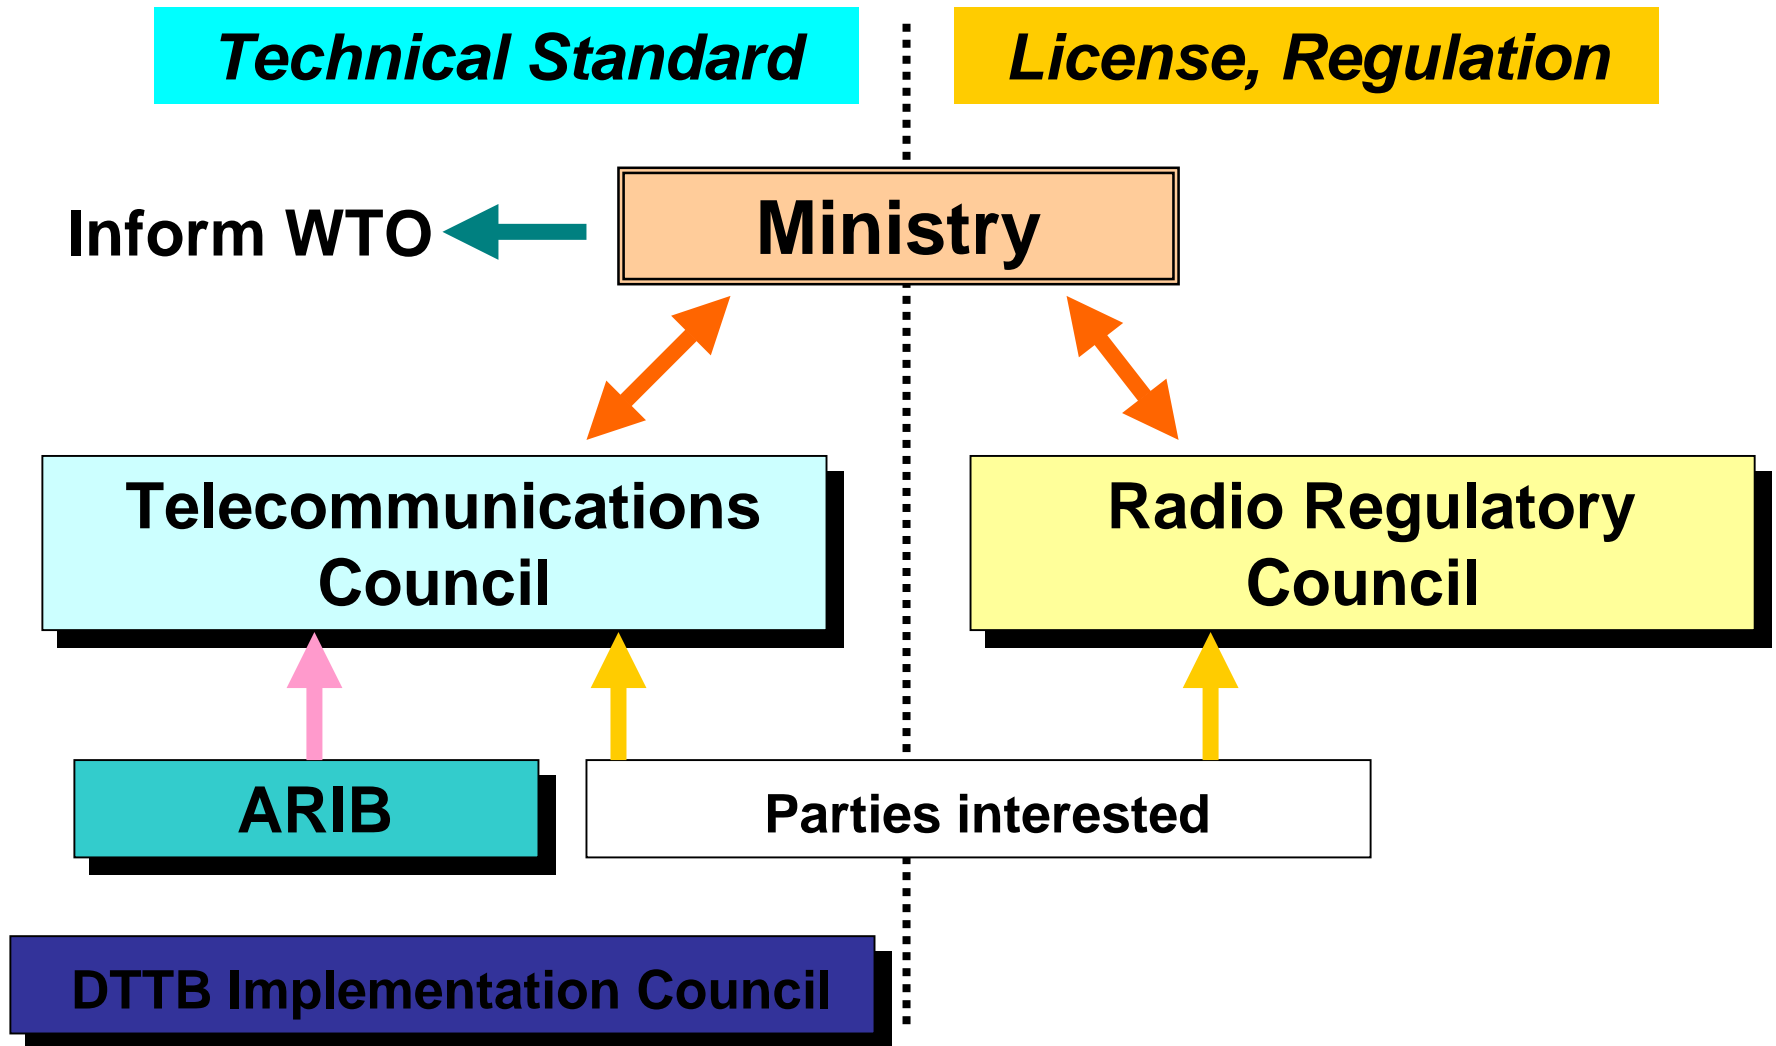 Technical Standard
License, Regulation
Ministry
Inform WTO
Telecommunications
Council
Radio Regulatory
Council
ARIB
Parties interested
DTTB Implementation Council